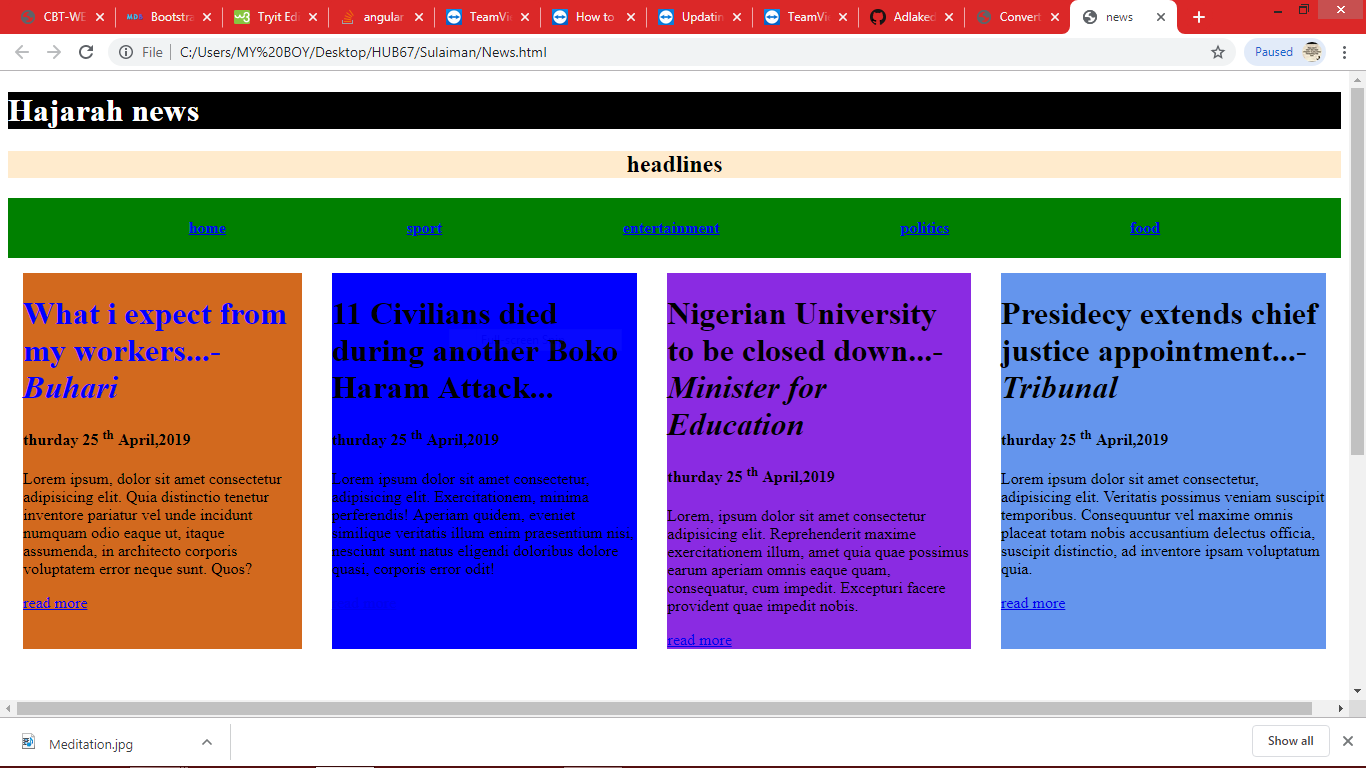 CBT-WE
Bootstra
Tryit Edi
angular
TeamVi
How to
Updatin
TeamVi
Adlaked
Convert
news
File
C:/Users/MY%20BOY/Desktop/HUB67/Sulaiman/News.html
Paused
Hajarah news
headlines
home sport entertainment politics food
What i expect from
my workers...-
Buhari
thurday 25 th April,2019
Lorem ipsum, dolor sit amet consectetur
adipisicing elit. Quia distinctio tenetur
inventore pariatur vel unde incidunt
numquam odio eaque ut, itaque
assumenda, in architecto corporis
voluptatem error neque sunt. Quos?
read more
11 Civilians died
during another Boko
Haram Attack...
thurday 25 th April,2019
Lorem ipsum dolor sit amet consectetur,
adipisicing elit. Exercitationem, minima
perferendis! Aperiam quidem, eveniet
similique veritatis illum enim praesentium nisi,
nesciunt sunt natus eligendi doloribus dolore
quasi, corporis error odit!
Nigerian University
to be closed down...-
Minister for
Education
thurday 25 th April,2019
Lorem, ipsum dolor sit amet consectetur
adipisicing elit. Reprehenderit maxime
exercitationem illum, amet quia quae possimus
earum aperiam omnis eaque quam,
consequatur, cum impedit. Excepturi facere
provident quae impedit nobis.
read more
Presidecy extends chief
justice appointment...-
Tribunal
thurday 25 th April,2019
Lorem ipsum dolor sit amet consectetur,
adipisicing elit. Veritatis possimus veniam suscipit
temporibus. Consequuntur vel maxime omnis
placeat totam nobis accusantium delectus officia,
suscipit distinctio, ad inventore ipsam voluptatum
quia.
read more
Meditation.jpg
Show all